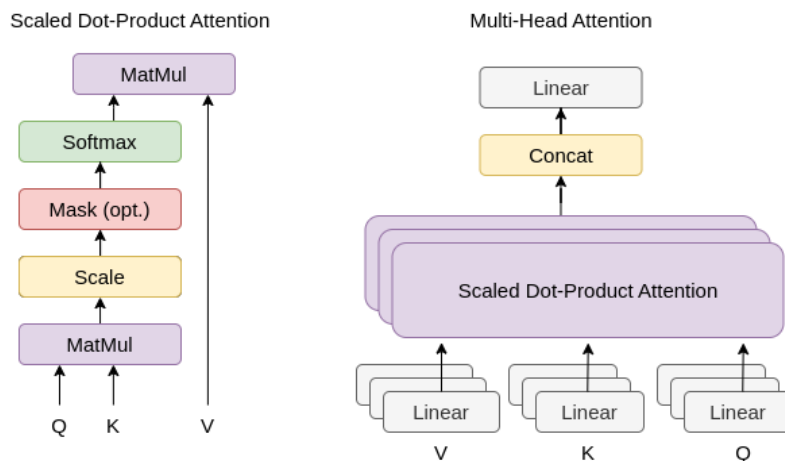 Scaled Dot-Product Attention
MatMul
Softmax
Mask (opt.)
Scale
MatMul
Q K V
Multi-Head Attention
Linear
Concat
Scaled Dot-Product Attention
Linear Linear Linear
V K Q